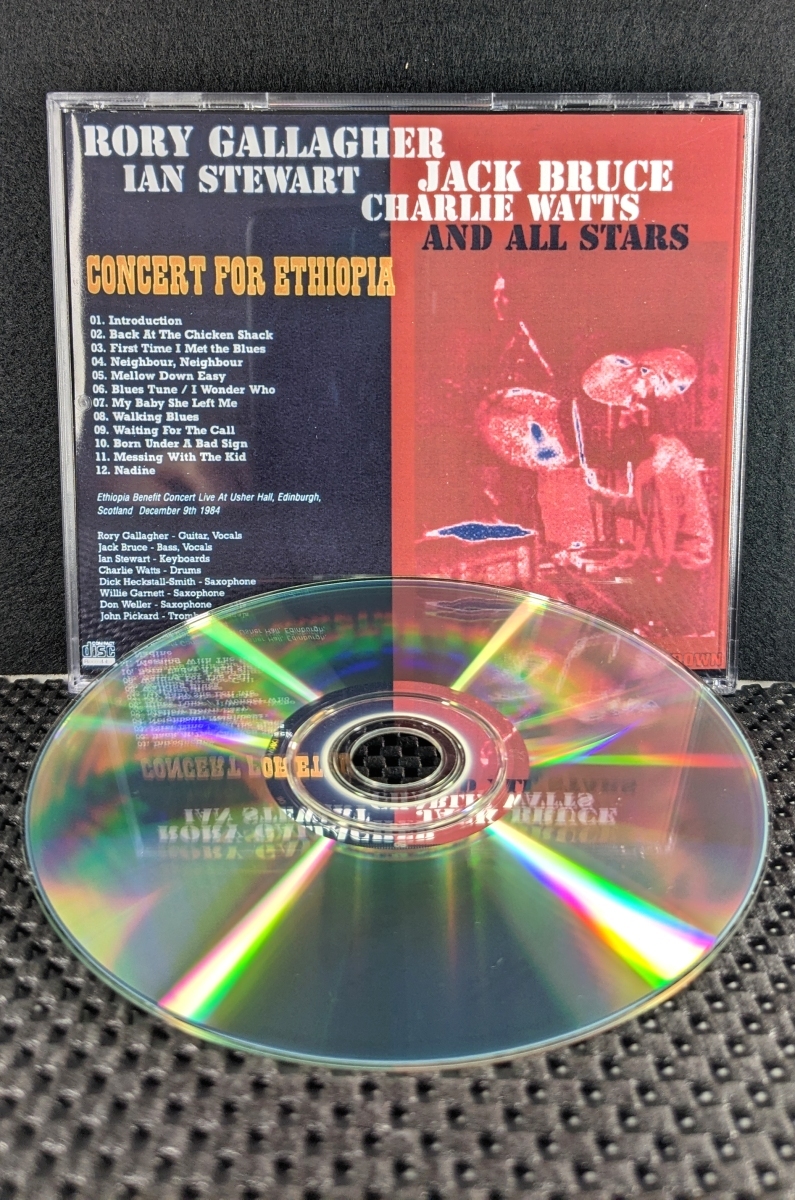 RORY GALLAGHER
IAN STEWART JACK BRUCE
CHARLIE WATTS
AND ALL STARS
CONCERT FOR ETHIOPIA
01. Introduction
02. Back At The Chicken Shack
03. First Time I Met the Blues
04. Neighbour, Neighbour
05. Mellow Down Easy
06. Blues Tune / I Wonder Who
07. My Baby She Left Me
08. Walking Blues
09. Waiting For The Call
10. Born Under A Bad Sign
11. Messing With The Kid
12. Nadine
Ethiopia Benefit Concert Live At Usher Hall, Edinburgh,
Scotland December 9th 1984
Rory Gallagher - Guitar, Vocals
Jack Bruce - Bass, Vocals
Ian Stewart - Keyboards
Charlie Watts - Drums
Dick Heckstall-Smith - Saxophone
Willie Garnett - Saxophone
Don Weller - Saxophone
John Pickard -
COMPACT
disc